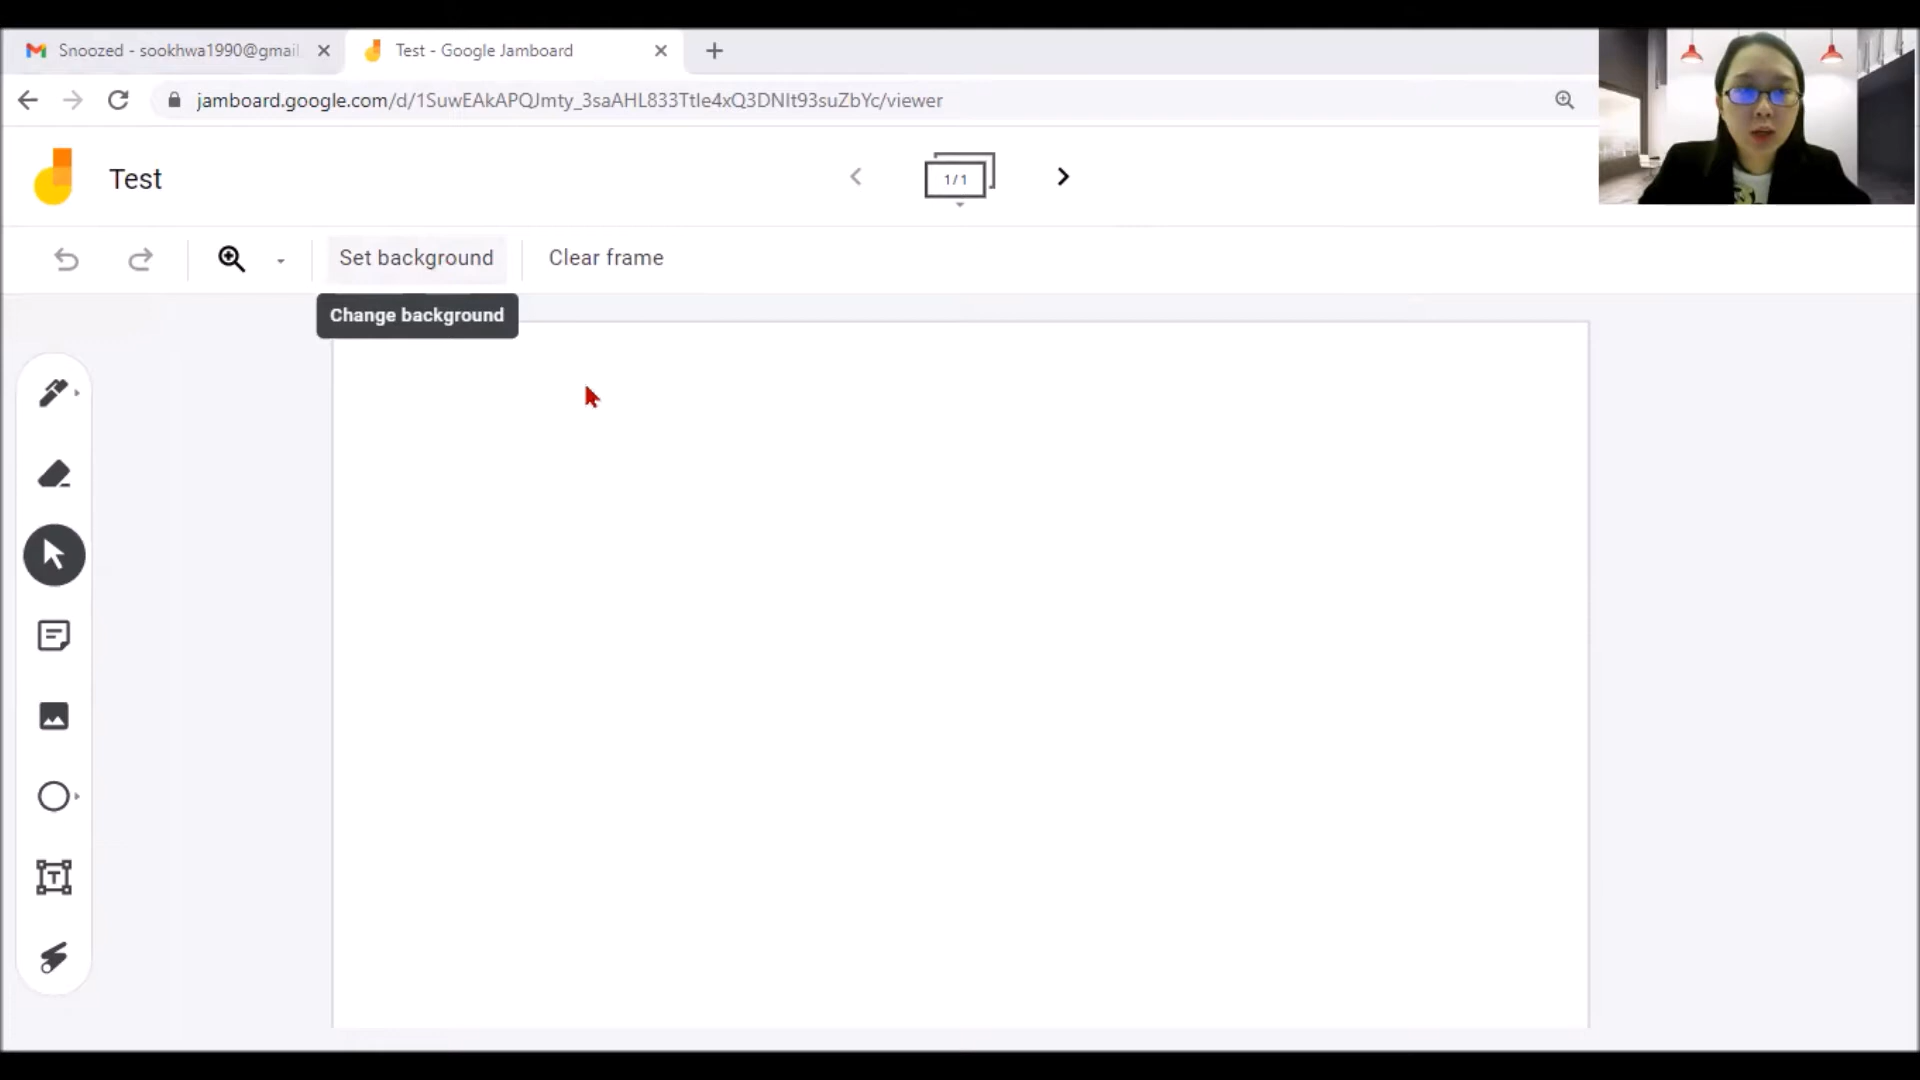 Snoozed - sookhwa1990@gmail
Test - Google Jamboard
jamboard.google.com/d/1SuwEAkAPQJmty_3saAHL833TtIe4xQ3DNIt93suZbYc/viewer
Test
1/1
Set background
Clear frame
Change background
T